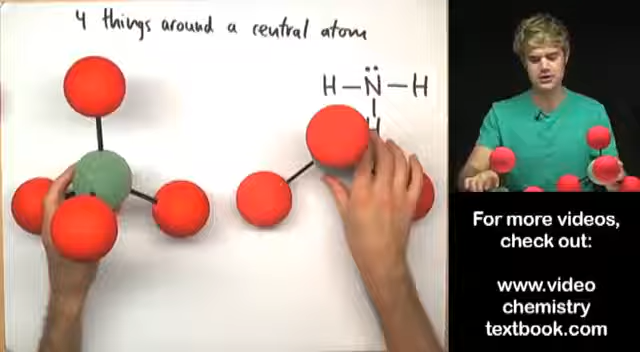 4 things around a central atom
H–N̈–H
H
For more videos,
check out:
www.video
chemistry
textbook.com